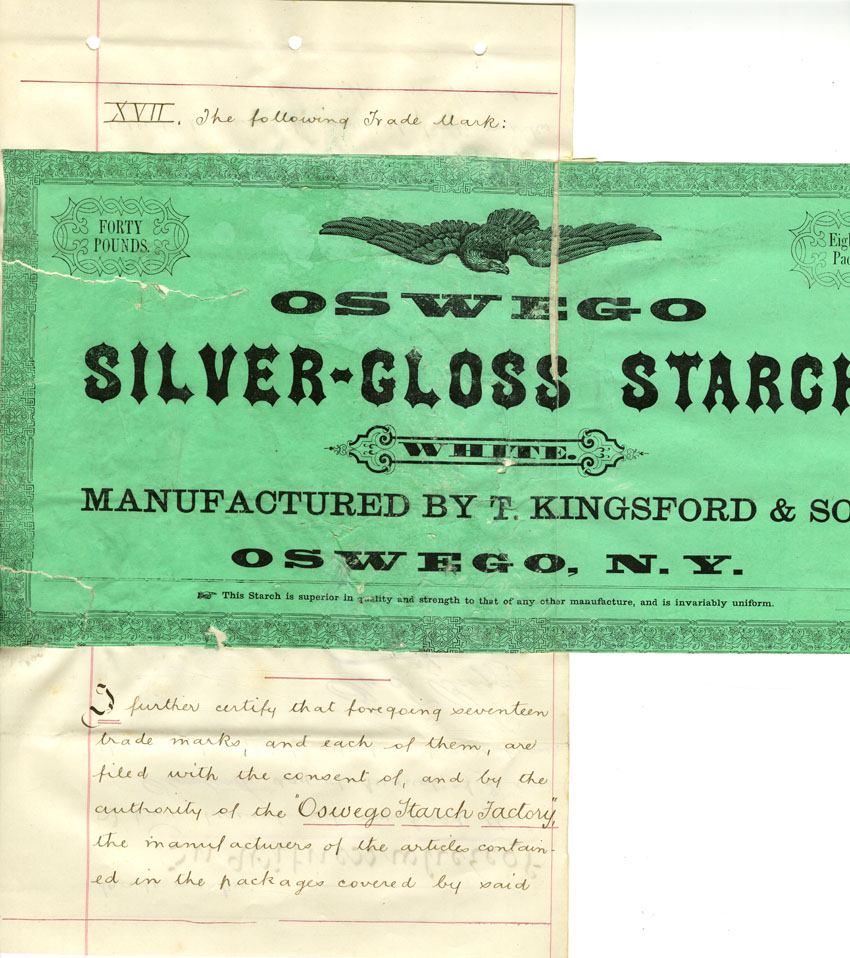 XVII. The following Trade Mark:
FORTY
POUNDS.
Eig
Pac
OSWEGO
SILVER-GLOSS STARCH
WHITE.
MANUFACTURED BY T. KINGSFORD & SO
OSWEGO, N. Y.
☞ This Starch is superior in quality and strength to that of any other manufacture, and is invariably uniform.
I further certify that foregoing seventeen
trade marks, and each of them, are
filed with the consent of, and by the
authority of the "Oswego Starch Factory",
the manufacturers of the articles contain-
ed in the packages covered by said